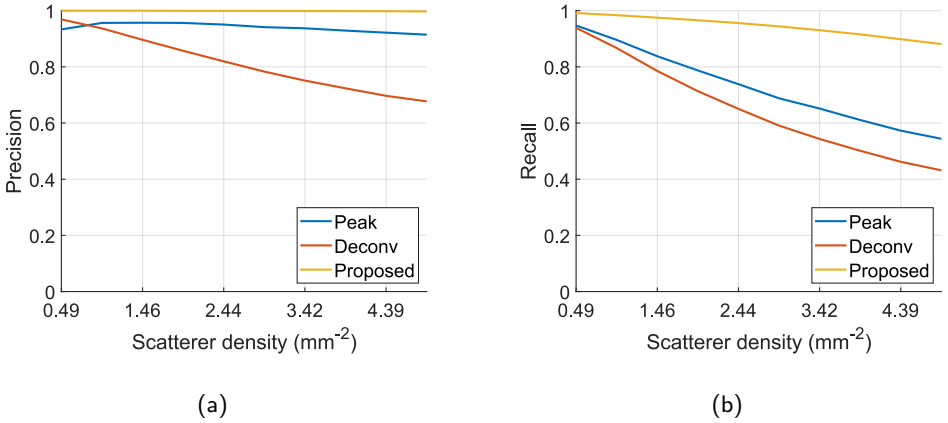 1
0.8
0.6
0.4
0.2
0
Precision
0.49 1.46 2.44 3.42 4.39
Scatterer density (mm-2)
Peak
Deconv
Proposed
(a)
1
0.8
0.6
0.4
0.2
0
Recall
0.49 1.46 2.44 3.42 4.39
Scatterer density (mm-2)
Peak
Deconv
Proposed
(b)